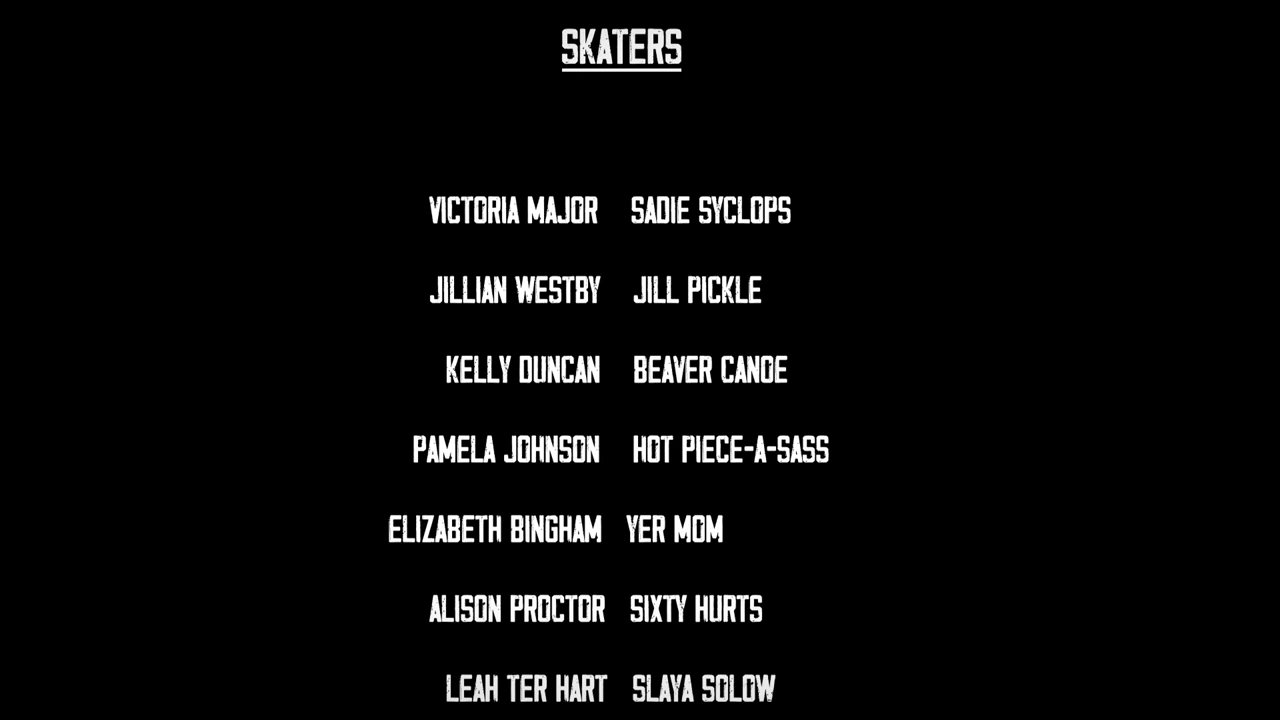 SKATERS
VICTORIA MAJOR SADIE SYCLOPS
JILLIAN WESTBY JILL PICKLE
KELLY DUNCAN BEAVER CANOE
PAMELA JOHNSON HOT PIECE-A-SASS
ELIZABETH BINGHAM YER MOM
ALISON PROCTOR SIXTY HURTS
LEAH TER HART SLAYA SOLOW